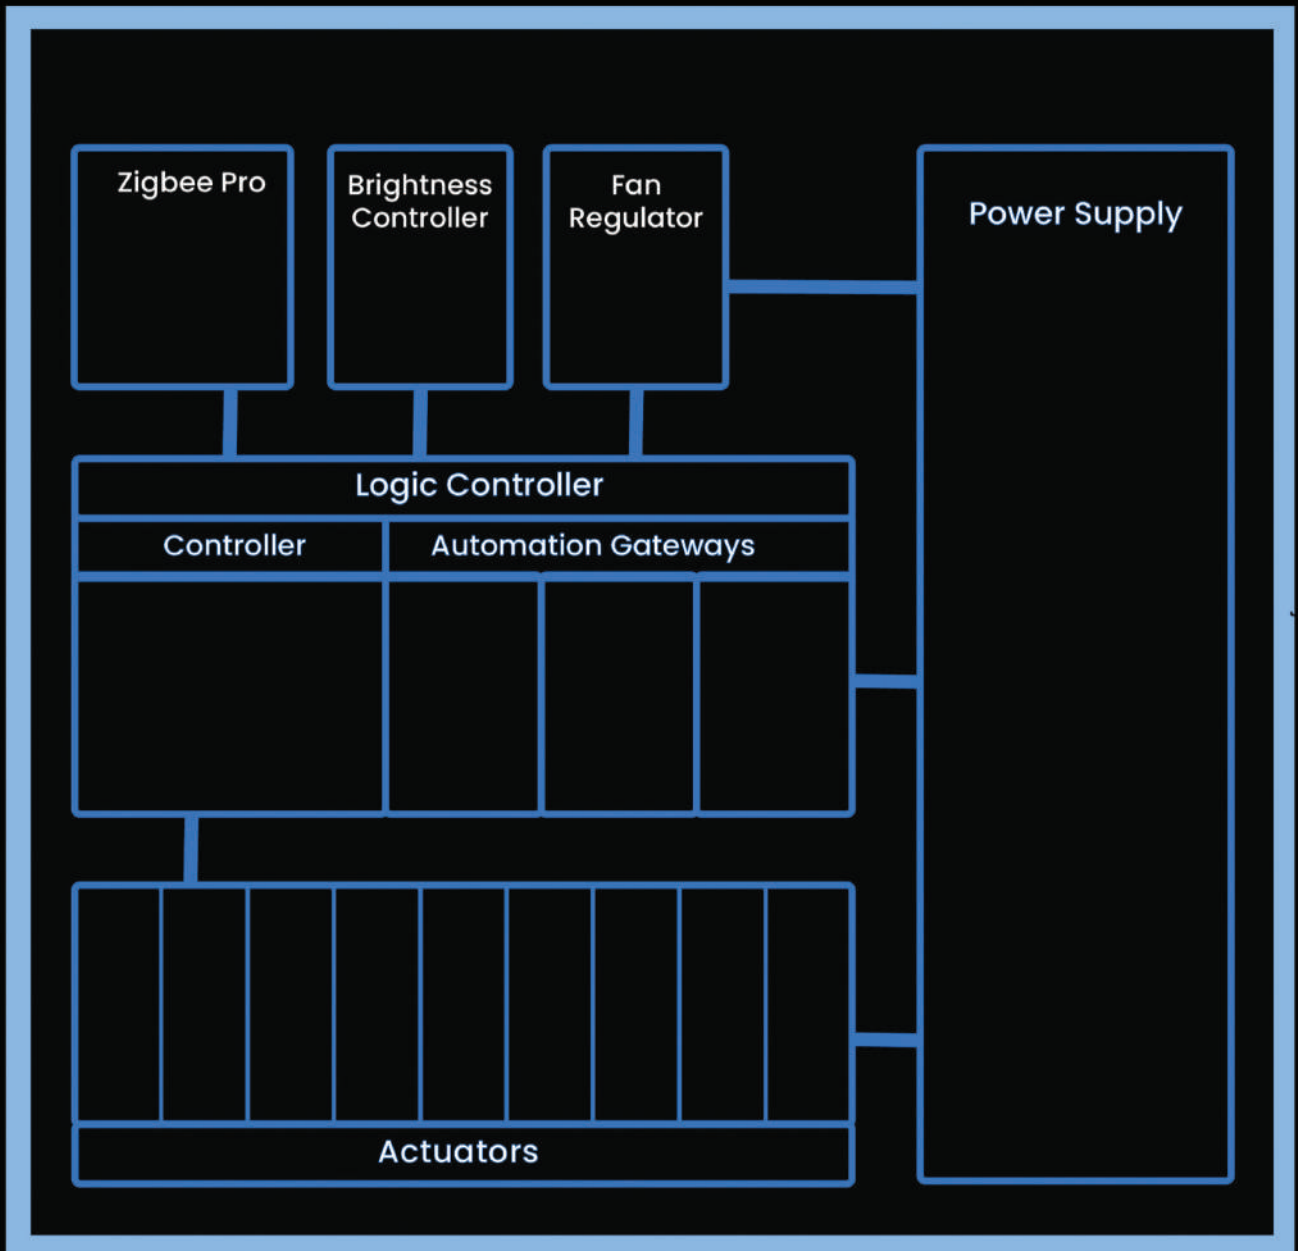 Zigbee Pro
Brightness
Controller
Fan
Regulator
Power Supply
Logic Controller
Controller
Automation Gateways
Actuators